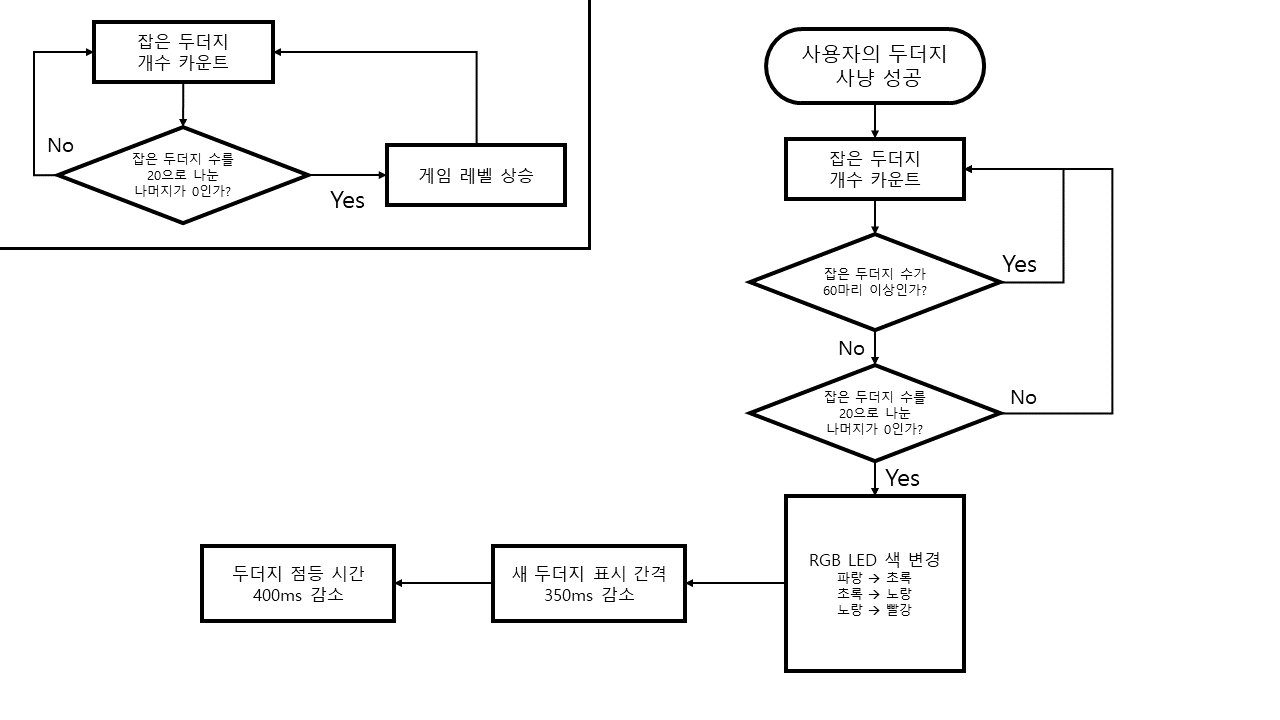 잡은 두더지
개수 카운트
No
잡은 두더지 수를
20으로 나눈
나머지가 0인가?
Yes
게임 레벨 상승
사용자의 두더지
사냥 성공
잡은 두더지
개수 카운트
잡은 두더지 수가
60마리 이상인가?
Yes
No
잡은 두더지 수를
20으로 나눈
나머지가 0인가?
No
Yes
RGB LED 색 변경
파랑 → 초록
초록 → 노랑
노랑 → 빨강
새 두더지 표시 간격
350ms 감소
두더지 점등 시간
400ms 감소